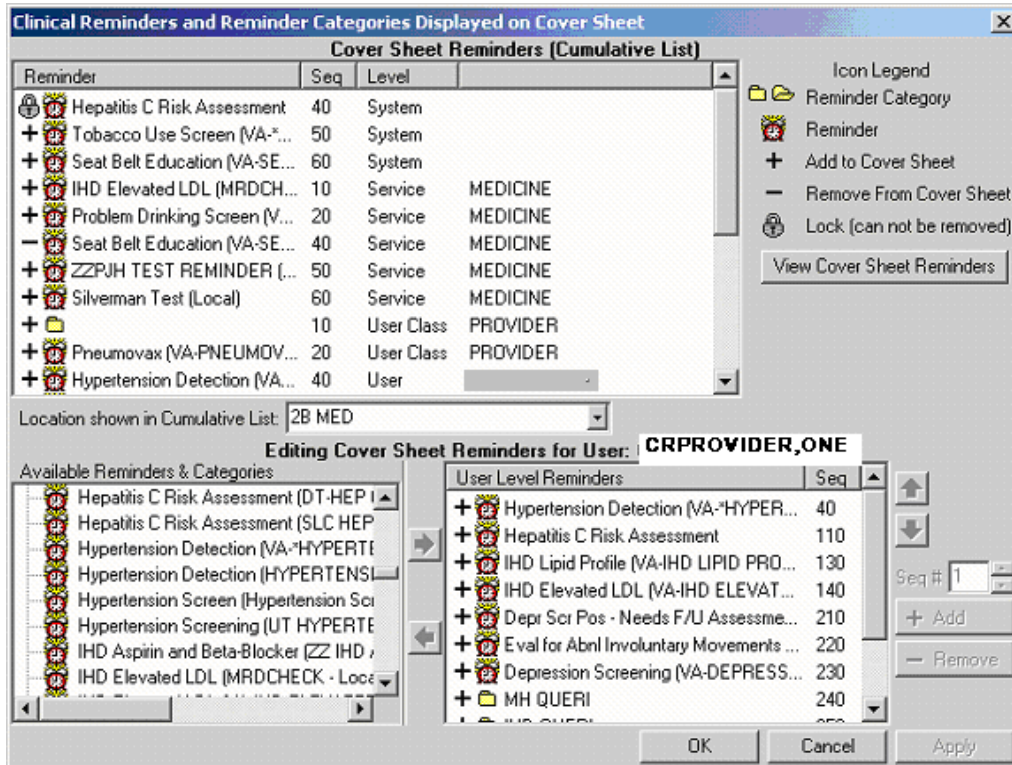 Clinical Reminders and Reminder Categories Displayed on Cover Sheet
Cover Sheet Reminders (Cumulative List)
Reminder Seq Level
Hepatitis C Risk Assessment 40 System
Tobacco Use Screen (VA-*... 50 System
Seat Belt Education (VA-SE... 60 System
IHD Elevated LDL (MRDCH... 10 Service MEDICINE
Problem Drinking Screen (V... 20 Service MEDICINE
Seat Belt Education (VA-SE... 40 Service MEDICINE
ZZPJH TEST REMINDER (... 50 Service MEDICINE
Silverman Test (Local) 60 Service MEDICINE
10 User Class PROVIDER
Pneumovax (VA-PNEUMOV... 20 User Class PROVIDER
Hypertension Detection (VA... 40 User
Icon Legend
Reminder Category
Reminder
Add to Cover Sheet
Remove From Cover Sheet
Lock (can not be removed)
View Cover Sheet Reminders
Location shown in Cumulative List: 2B MED
Editing Cover Sheet Reminders for User: CRPROVIDER,ONE
Available Reminders & Categories
Hepatitis C Risk Assessment (DT-HEP
Hepatitis C Risk Assessment (SLC HEP
Hypertension Detection (VA-*HYPERTE
Hypertension Detection (HYPERTENSI
Hypertension Screen (Hypertension Scr
Hypertension Screening (UT HYPERTE
IHD Aspirin and Beta-Blocker (ZZ IHD
IHD Elevated LDL (MRDCHECK - Loca
User Level Reminders Seq
Hypertension Detection (VA-*HYPER... 40
Hepatitis C Risk Assessment 110
IHD Lipid Profile (VA-IHD LIPID PRO... 130
IHD Elevated LDL (VA-IHD ELEVAT... 140
Depr Scr Pos - Needs F/U Assessme... 210
Eval for Abnl Involuntary Movements ... 220
Depression Screening (VA-DEPRESS... 230
MH QUERI 240
Seq # 1
+ Add
− Remove
OK Cancel Apply